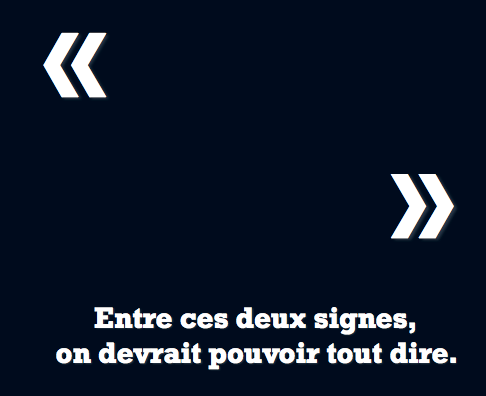 «
»
Entre ces deux signes,
on devrait pouvoir tout dire.